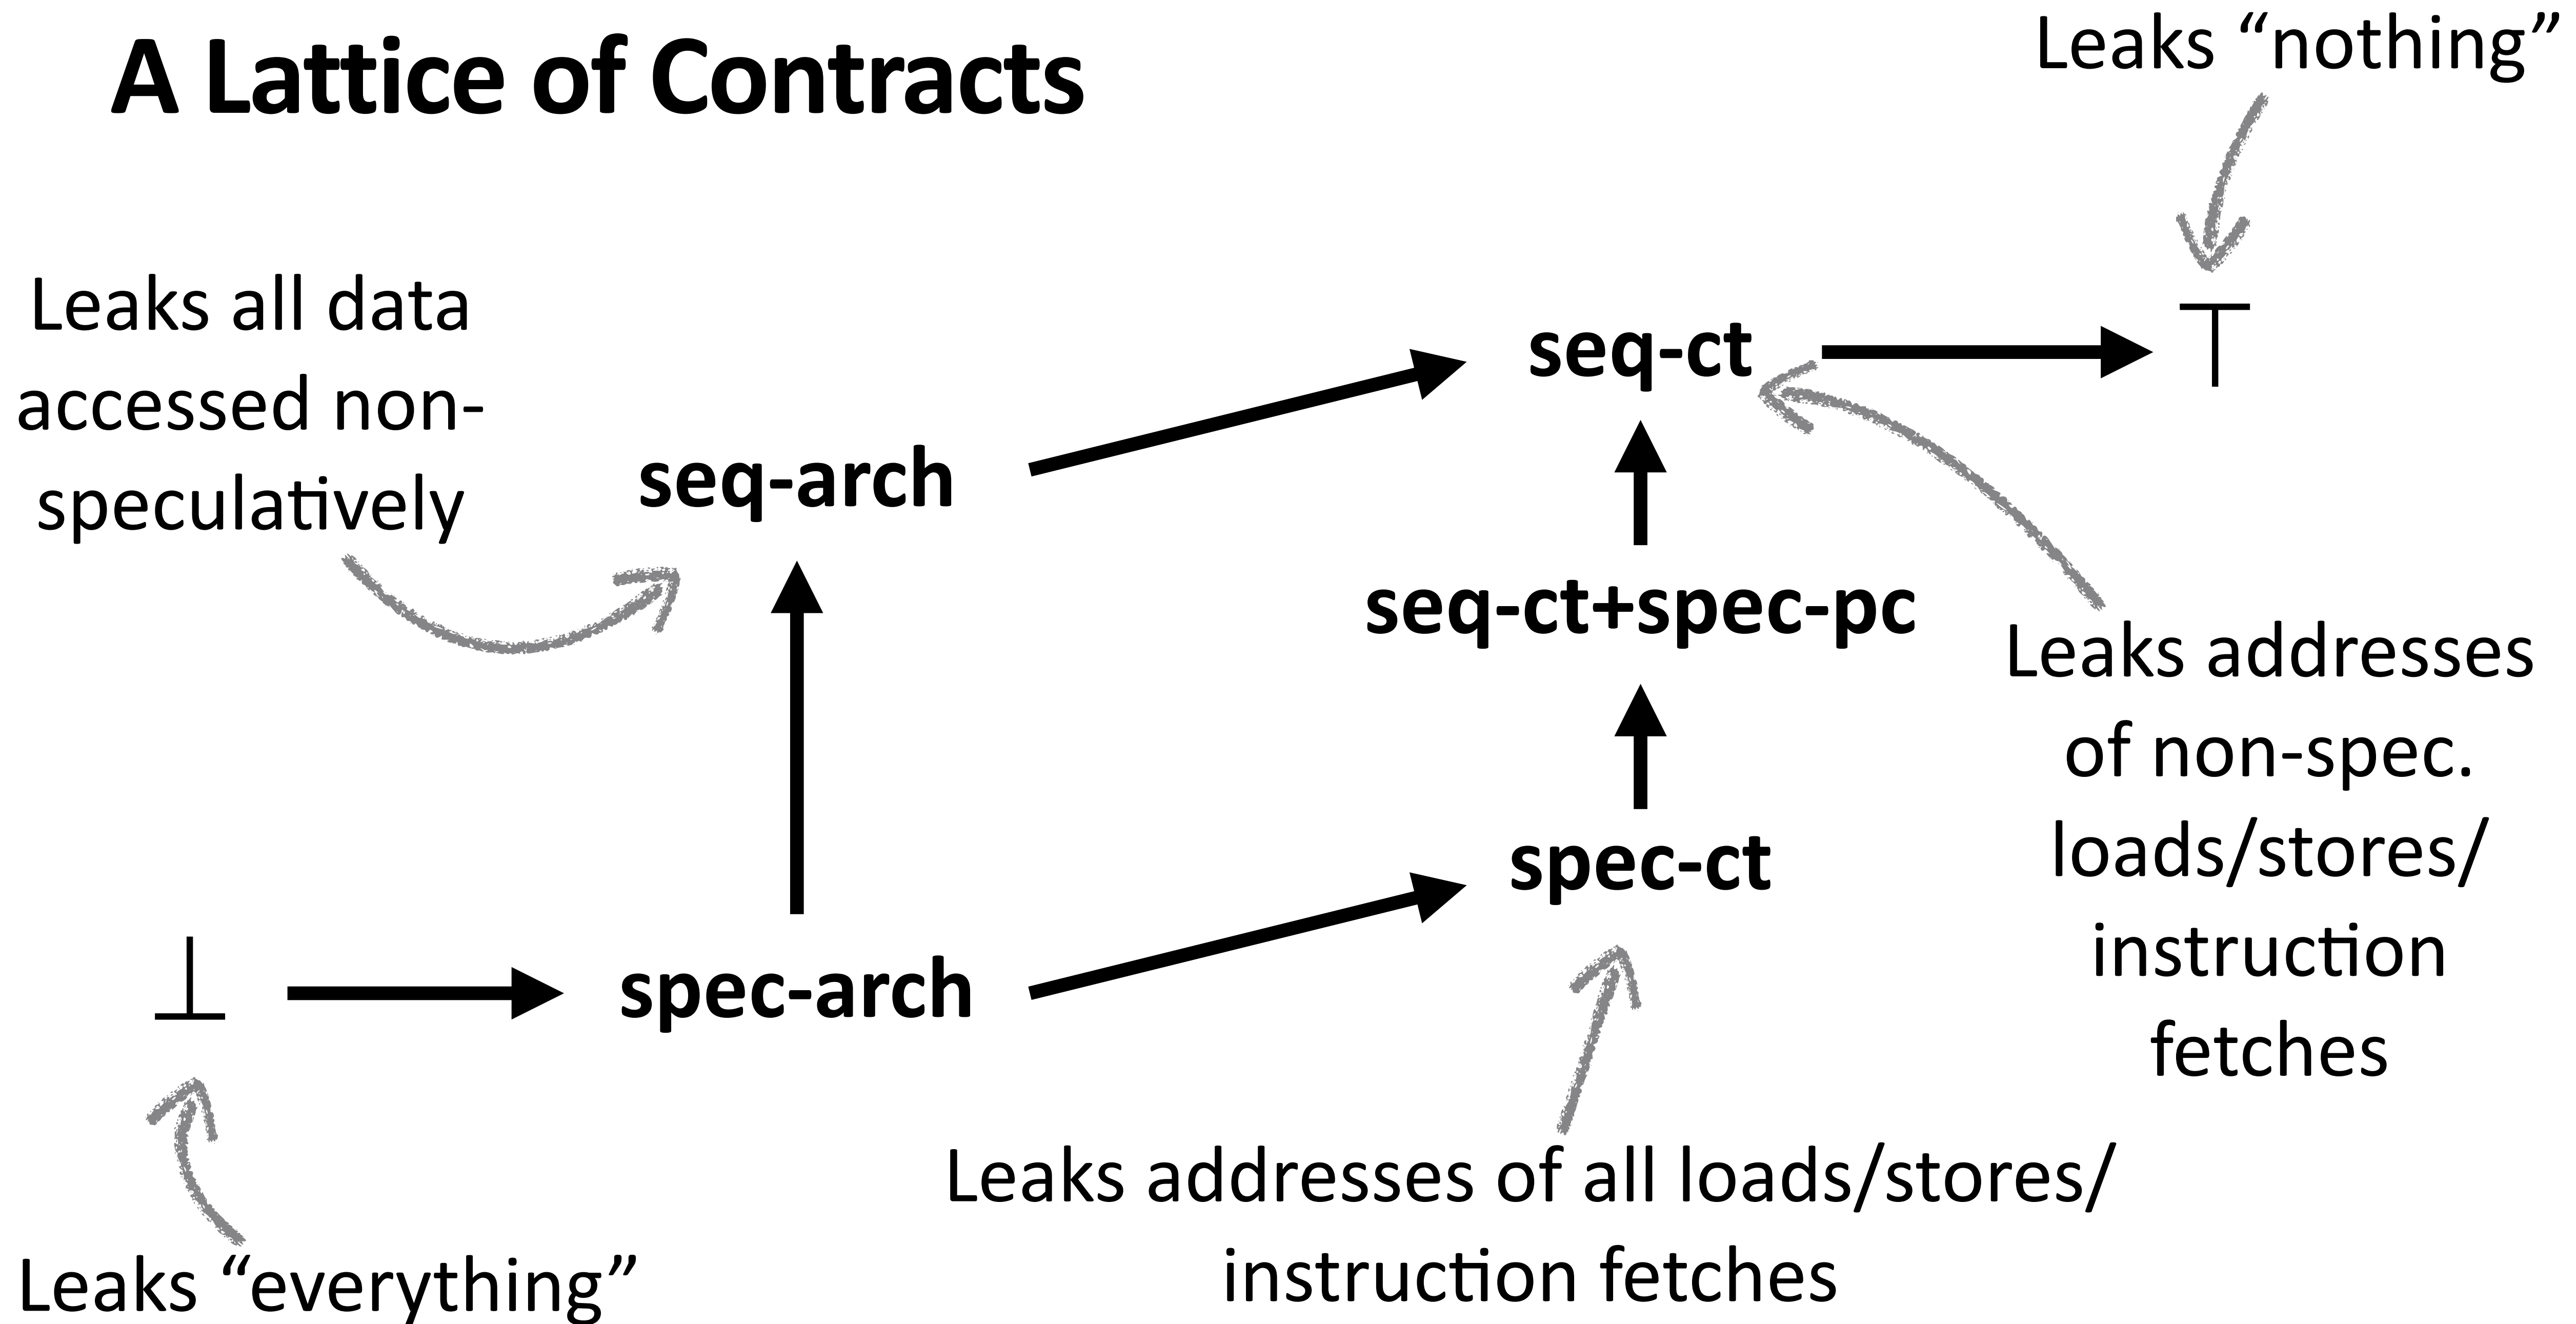 A Lattice of Contracts
Leaks “nothing”
Leaks all data
accessed non-
speculatively
seq-ct
⊤
seq-arch
seq-ct+spec-pc
Leaks addresses
of non-spec.
loads/stores/
instruction
fetches
spec-ct
⊥
spec-arch
Leaks addresses of all loads/stores/
instruction fetches
Leaks “everything”